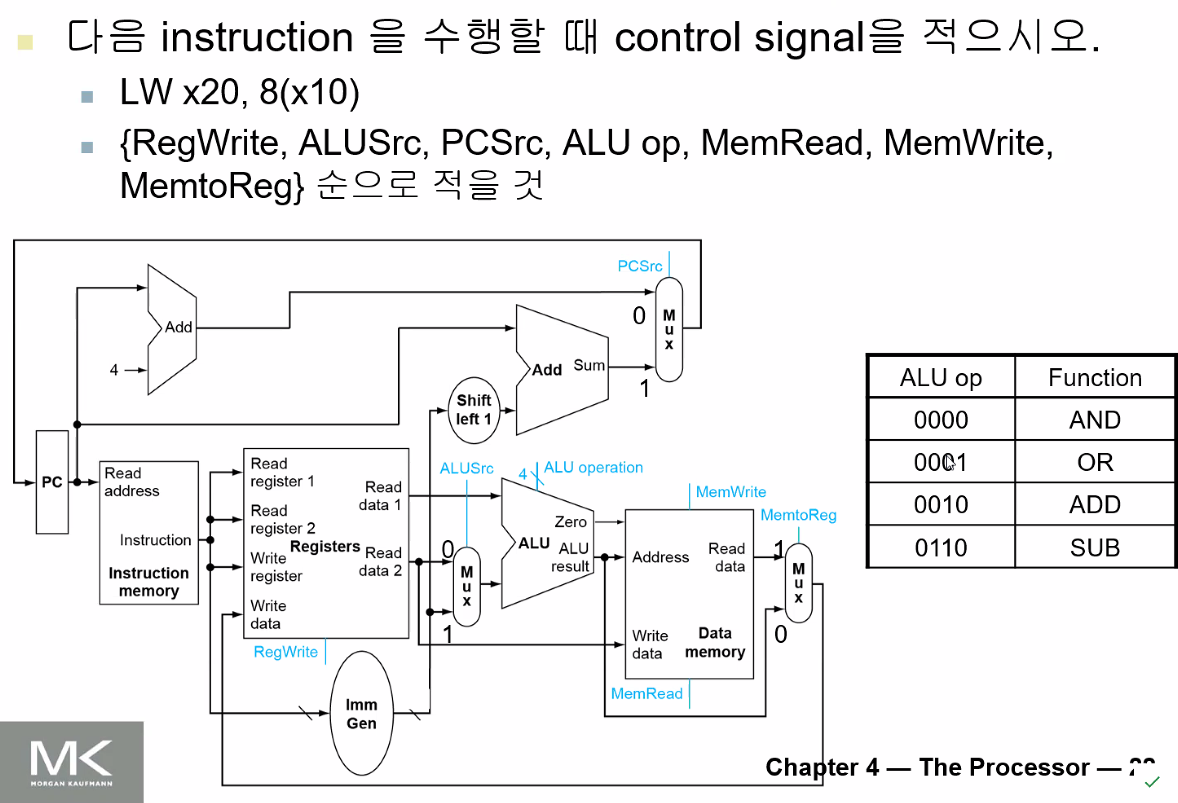 다음 instruction 을 수행할 때 control signal을 적으시오.
LW x20, 8(x10)
{RegWrite, ALUSrc, PCSrc, ALU op, MemRead, MemWrite,
MemtoReg} 순으로 적을 것
PCSrc
0
M
u
x
Add
Add Sum
4
1
Shift
left 1
ALU op Function
0000 AND
0001 OR
0010 ADD
0110 SUB
PC
Read
address
Instruction
Instruction
memory
Read
register 1
Read
data 1
Read
register 2
Registers
Write
register
Read
data 2
Write
data
RegWrite
ALUSrc
4
ALU operation
0
M
u
x
1
Zero
ALU
ALU
result
MemWrite
MemtoReg
Address
Read
data
1
M
u
x
0
Write
data
Data
memory
MemRead
Imm
Gen
MK
MORGAN KAUFMANN
Chapter 4 — The Processor —